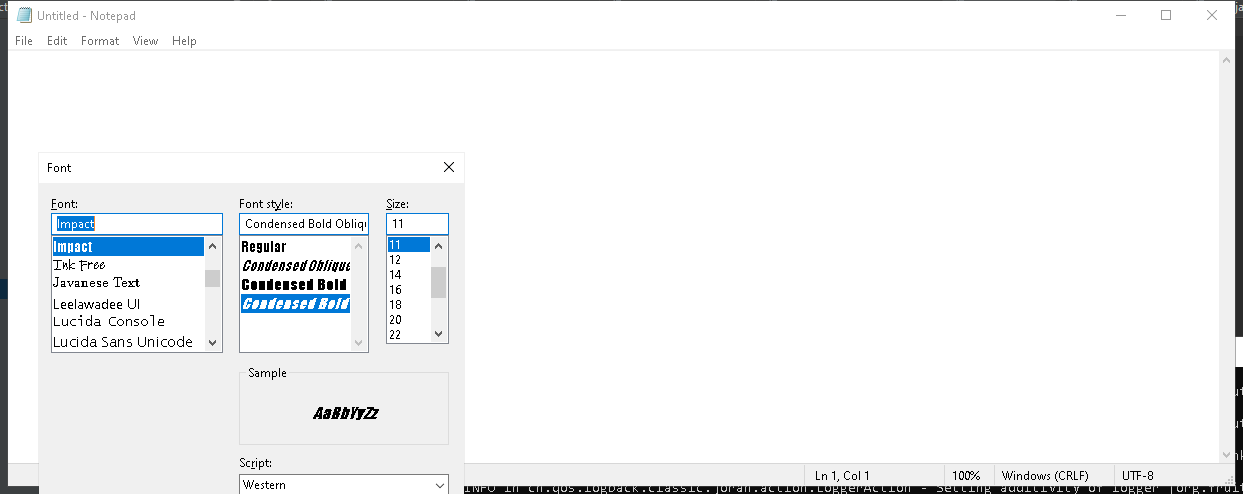 Untitled - Notepad
File Edit Format View Help
Font
Font: Font style: Size:
Impact Condensed Bold Obliqu 11
Impact
Ink Free
Javanese Text
Leelawadee UI
Lucida Console
Lucida Sans Unicode
Regular
Condensed Oblique
Condensed Bold
Condensed Bold
11
12
14
16
18
20
22
Sample
AaBbYyZz
Script:
Western
Ln 1, Col 1 100% Windows (CRLF) UTF-8
INFO in ch.qos.logback.classic.joran.action.LoggerAction - Setting additivity of logger